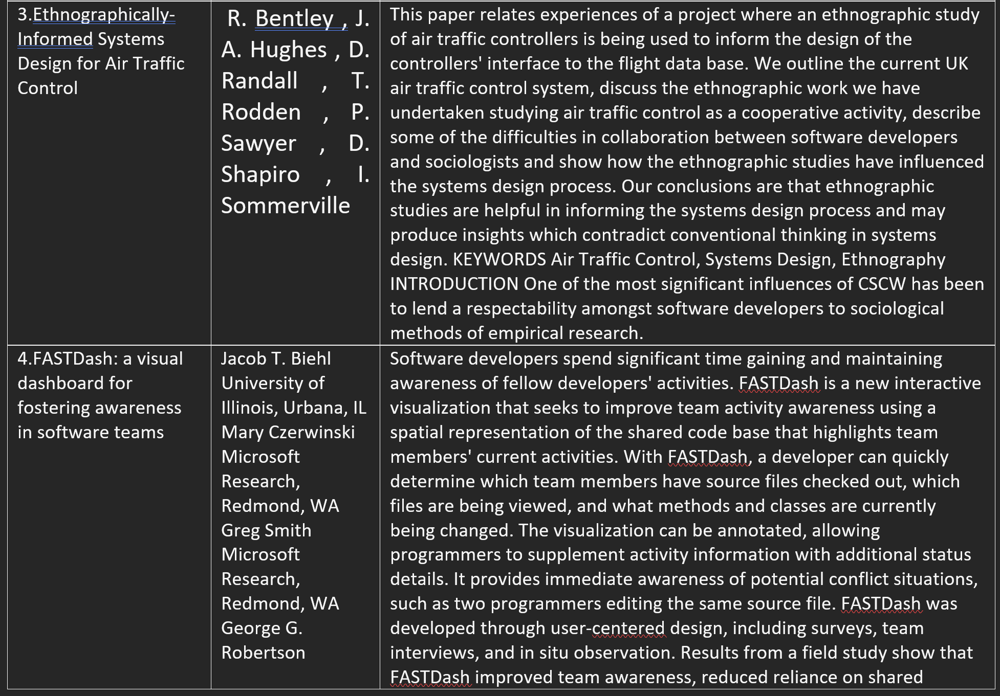 3.Ethnographically-
Informed Systems
Design for Air Traffic
Control
R. Bentley , J.
A. Hughes , D.
Randall , T.
Rodden , P.
Sawyer , D.
Shapiro , I.
Sommerville
This paper relates experiences of a project where an ethnographic study
of air traffic controllers is being used to inform the design of the
controllers' interface to the flight data base. We outline the current UK
air traffic control system, discuss the ethnographic work we have
undertaken studying air traffic control as a cooperative activity, describe
some of the difficulties in collaboration between software developers
and sociologists and show how the ethnographic studies have influenced
the systems design process. Our conclusions are that ethnographic
studies are helpful in informing the systems design process and may
produce insights which contradict conventional thinking in systems
design. KEYWORDS Air Traffic Control, Systems Design, Ethnography
INTRODUCTION One of the most significant influences of CSCW has been
to lend a respectability amongst software developers to sociological
methods of empirical research.
4.FASTDash: a visual
dashboard for
fostering awareness
in software teams
Jacob T. Biehl
University of
Illinois, Urbana, IL
Mary Czerwinski
Microsoft
Research,
Redmond, WA
Greg Smith
Microsoft
Research,
Redmond, WA
George G.
Robertson
Software developers spend significant time gaining and maintaining
awareness of fellow developers' activities. FASTDash is a new interactive
visualization that seeks to improve team activity awareness using a
spatial representation of the shared code base that highlights team
members' current activities. With FASTDash, a developer can quickly
determine which team members have source files checked out, which
files are being viewed, and what methods and classes are currently
being changed. The visualization can be annotated, allowing
programmers to supplement activity information with additional status
details. It provides immediate awareness of potential conflict situations,
such as two programmers editing the same source file. FASTDash was
developed through user-centered design, including surveys, team
interviews, and in situ observation. Results from a field study show that
FASTDash improved team awareness, reduced reliance on shared